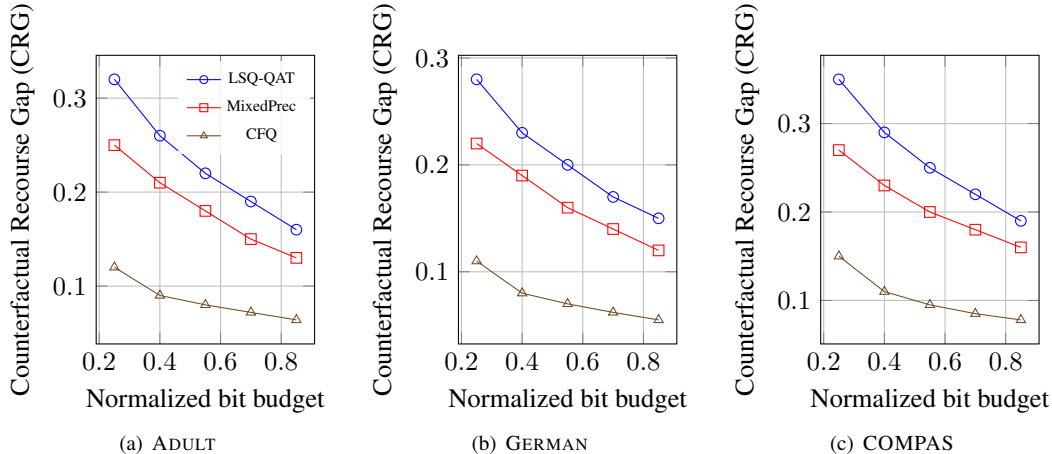 Counterfactual Recourse Gap (CRG)
0.3
0.2
0.1
LSQ-QAT
MixedPrec
CFQ
0.2 0.4 0.6 0.8
Normalized bit budget
(a) ADULT
Counterfactual Recourse Gap (CRG)
0.3
0.2
0.1
0.2 0.4 0.6 0.8
Normalized bit budget
(b) GERMAN
Counterfactual Recourse Gap (CRG)
0.3
0.2
0.1
0.2 0.4 0.6 0.8
Normalized bit budget
(c) COMPAS